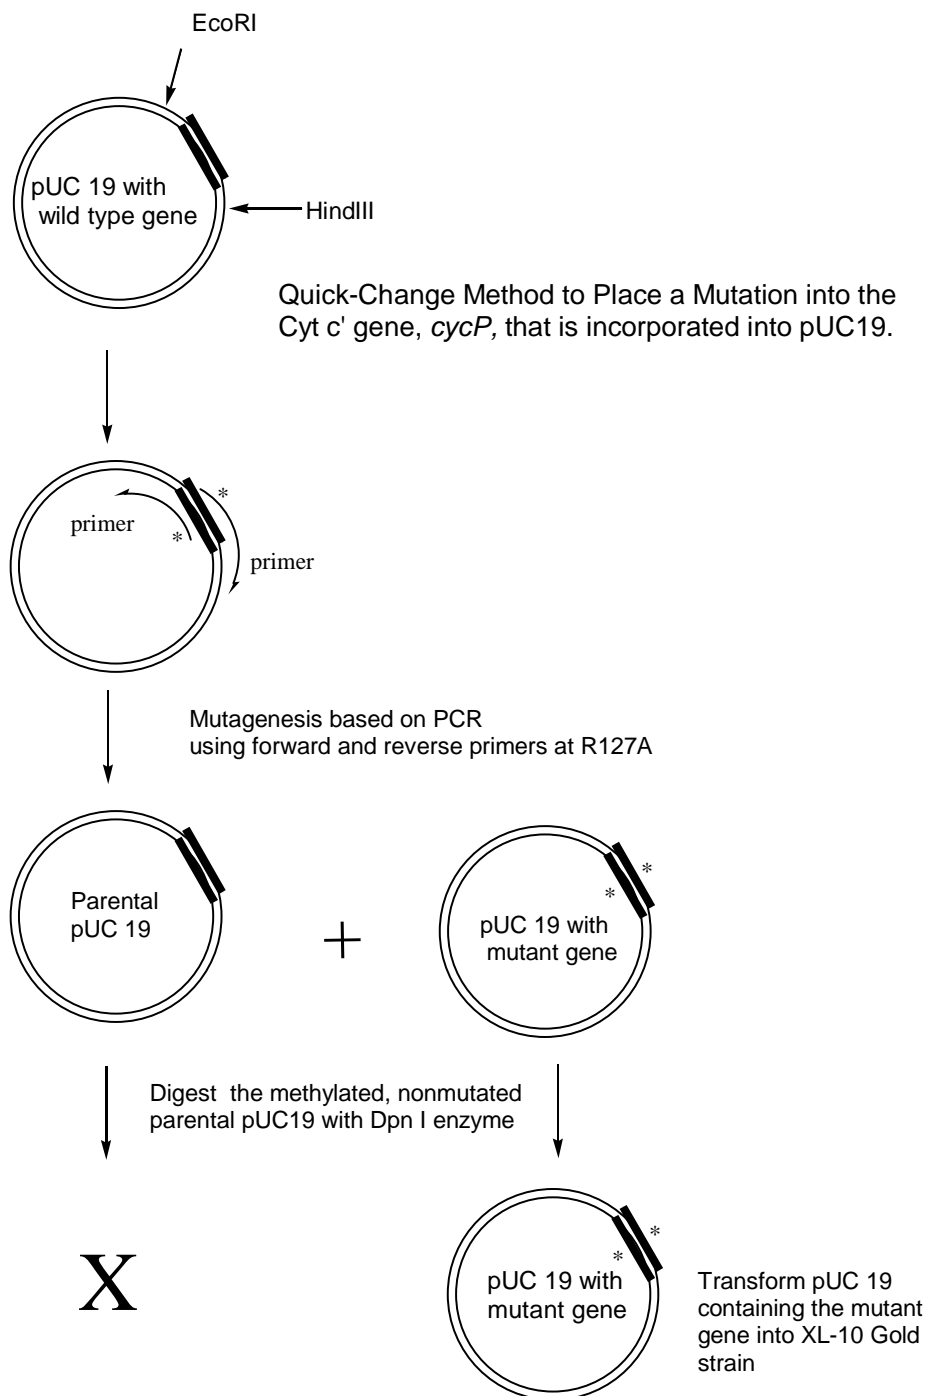 EcoRI
pUC 19 with
wild type gene
HindIII
Quick-Change Method to Place a Mutation into the
Cyt c' gene, cycP, that is incorporated into pUC19.
*
primer
*
primer
Mutagenesis based on PCR
using forward and reverse primers at R127A
Parental
pUC 19
+
*
*
pUC 19 with
mutant gene
Digest the methylated, nonmutated
parental pUC19 with Dpn I enzyme
X
*
*
pUC 19 with
mutant gene
Transform pUC 19
containing the mutant
gene into XL-10 Gold
strain